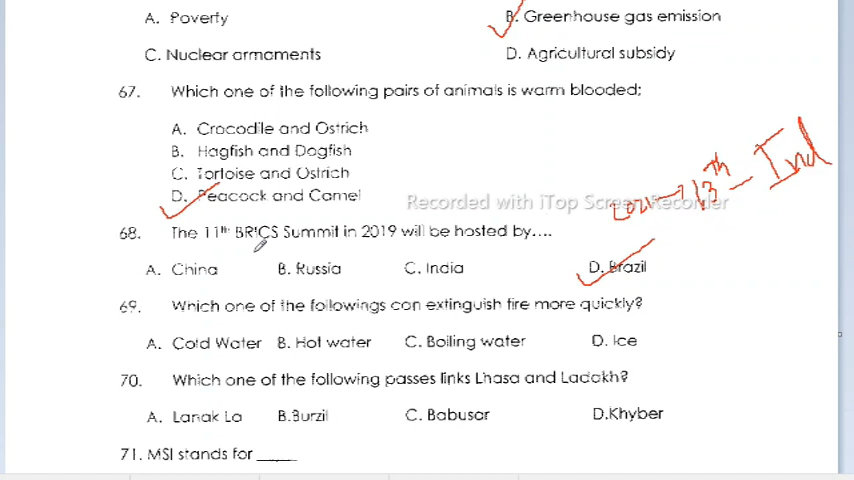 A. Poverty B. Greenhouse gas emission
C. Nuclear armaments D. Agricultural subsidy
67. Which one of the following pairs of animals is warm blooded:
A. Crocodile and Ostrich
B. Hagfish and Dogfish
C. Tortoise and Ostrich
D. Peacock and Camel
2021 → 13th - Ind
Recorded with iTop Screen Recorder
68. The 11th BRICS Summit in 2019 will be hosted by....
A. China B. Russia C. India D. Brazil
69. Which one of the followings can extinguish fire more quickly?
A. Cold Water B. Hot water C. Boiling water D. Ice
70. Which one of the following passes links Lhasa and Ladakh?
A. Lanak La B.Burzil C. Babusar D.Khyber
71. MSI stands for _____